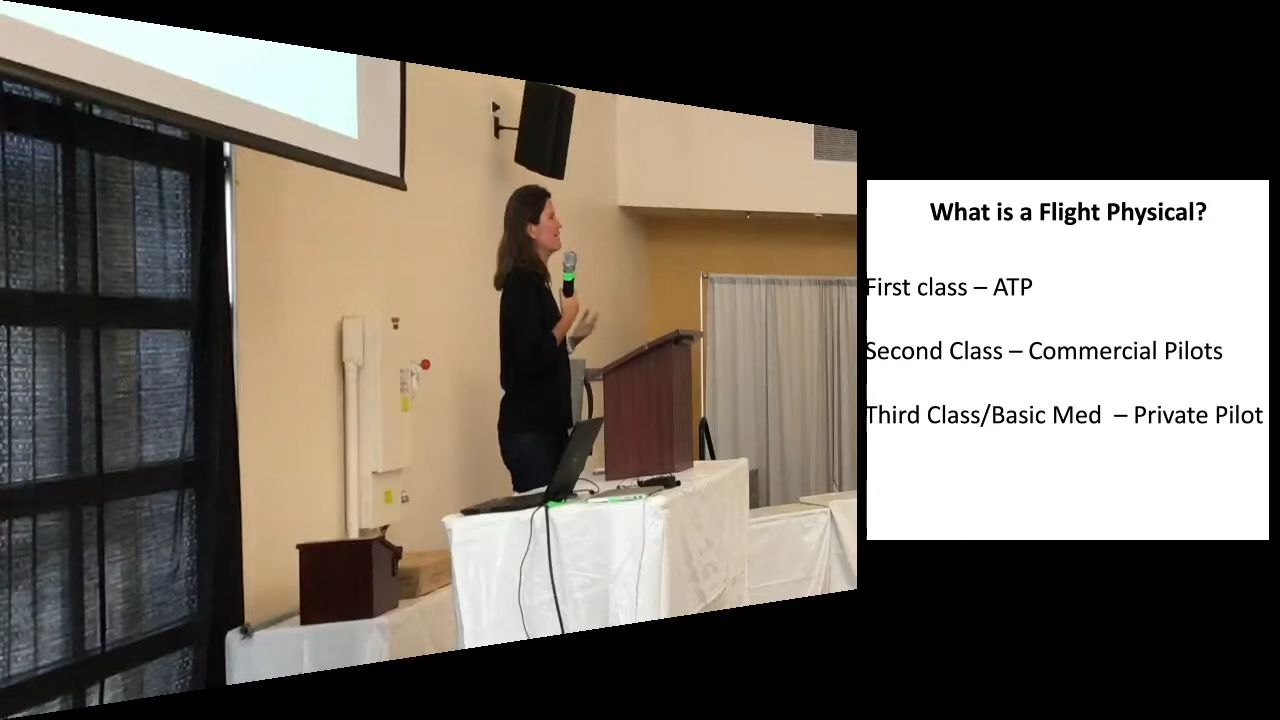 What is a Flight Physical?
First class – ATP
Second Class – Commercial Pilots
Third Class/Basic Med – Private Pilot